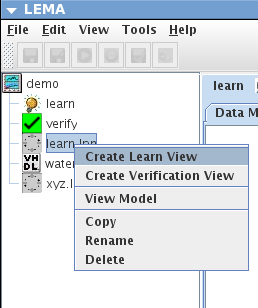 LEMA
File Edit View Tools Help
demo
learn
verify
learn.lpn
VHDL
xyz.
learn
Data M
Create Learn View
Create Verification View
View Model
Copy
Rename
Delete